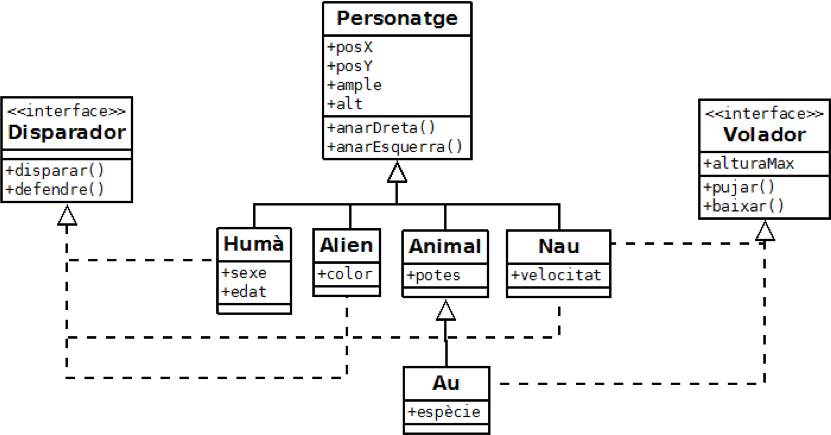 Personatge
+posX
+posY
+ample
+alt
+anarDreta()
+anarEsquerra()
<<interface>>
Disparador
+disparar()
+defendre()
<<interface>>
Volador
+alturaMax
+pujar()
+baixar()
Humà
+sexe
+edat
Alien
+color
Animal
+potes
Nau
+velocitat
Au
+espècie